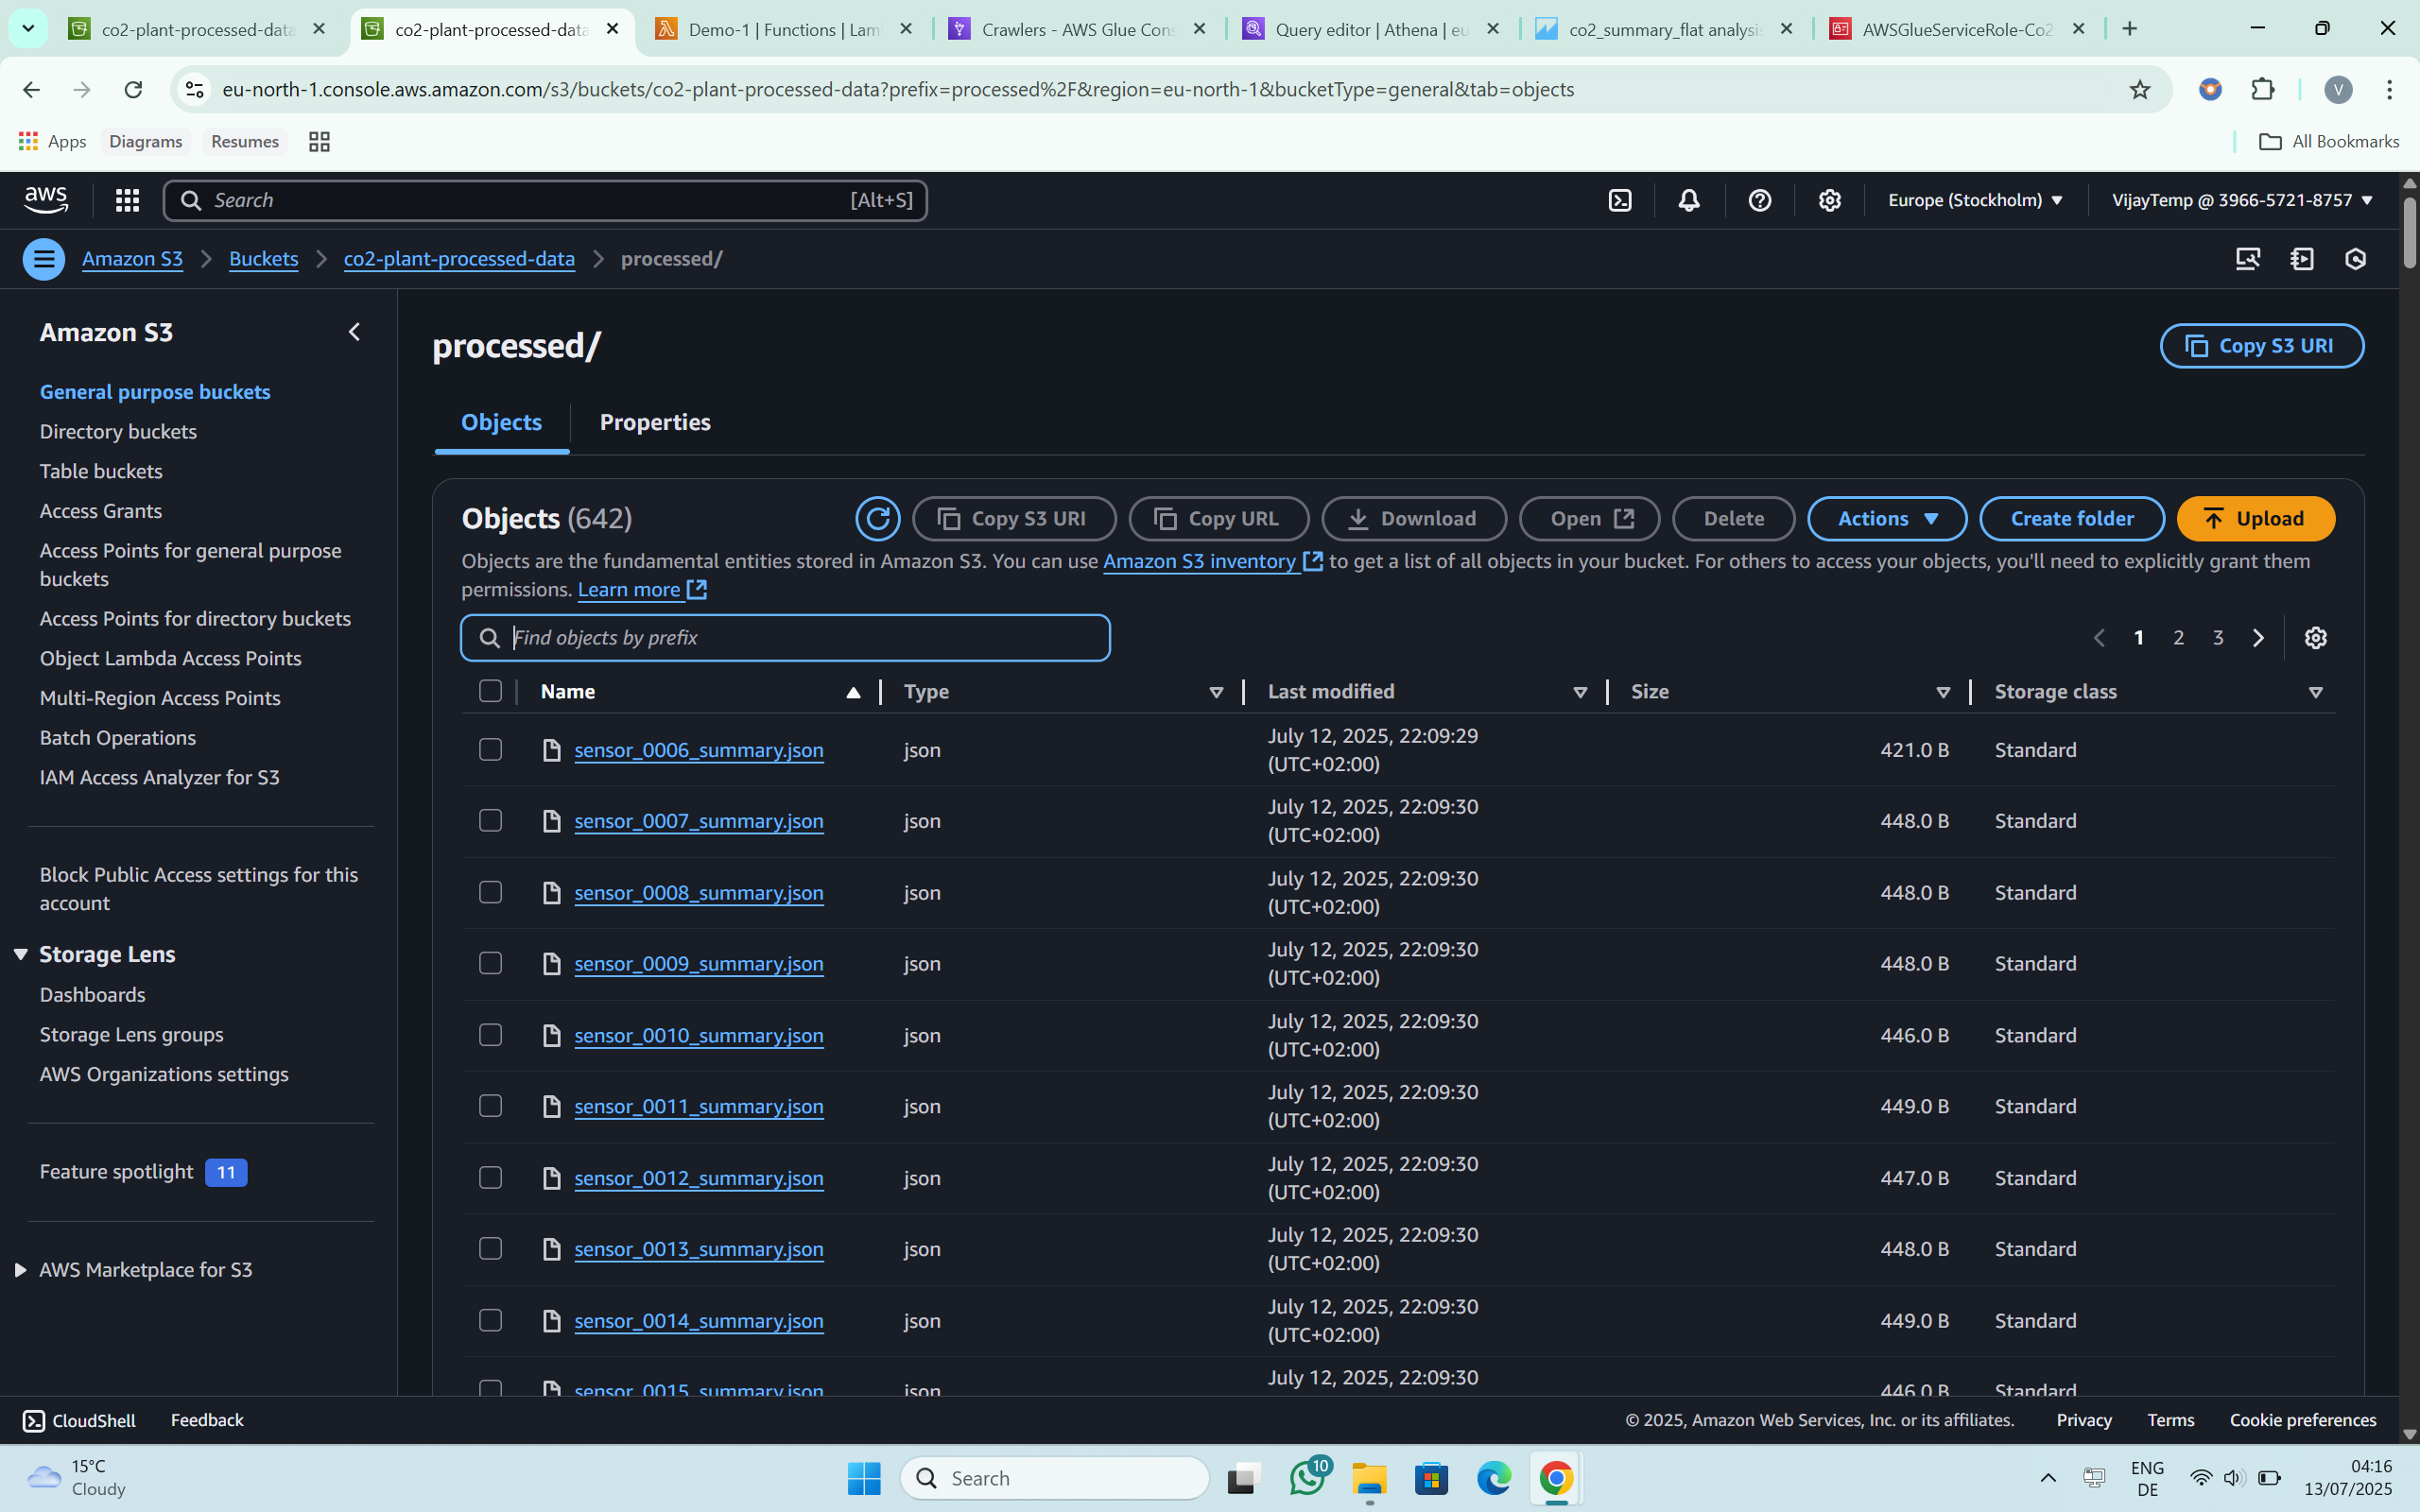 co2-plant-processed-data
co2-plant-processed-data
Demo-1 | Functions | Lam
Crawlers - AWS Glue Cons
Query editor | Athena | eu
co2_summary_flat analysis
AWSGlueServiceRole-Co2
eu-north-1.console.aws.amazon.com/s3/buckets/co2-plant-processed-data?prefix=processed%2F&region=eu-north-1&bucketType=general&tab=objects
V
Apps
Diagrams
Resumes
All Bookmarks
aws
Search
[Alt+S]
Europe (Stockholm)
VijayTemp @ 3966-5721-8757
Amazon S3
Buckets
co2-plant-processed-data
processed/
Amazon S3
General purpose buckets
Directory buckets
Table buckets
Access Grants
Access Points for general purpose
buckets
Access Points for directory buckets
Object Lambda Access Points
Multi-Region Access Points
Batch Operations
IAM Access Analyzer for S3
Block Public Access settings for this
account
Storage Lens
Dashboards
Storage Lens groups
AWS Organizations settings
Feature spotlight 11
AWS Marketplace for S3
processed/
Copy S3 URI
Objects
Properties
Objects (642)
Copy S3 URI
Copy URL
Download
Open
Delete
Actions
Create folder
Upload
Objects are the fundamental entities stored in Amazon S3. You can use Amazon S3 inventory to get a list of all objects in your bucket. For others to access your objects, you'll need to explicitly grant them
permissions. Learn more
Find objects by prefix
1 2 3
Name Type Last modified Size Storage class
sensor_0006_summary.json json July 12, 2025, 22:09:29 (UTC+02:00) 421.0 B Standard
sensor_0007_summary.json json July 12, 2025, 22:09:30 (UTC+02:00) 448.0 B Standard
sensor_0008_summary.json json July 12, 2025, 22:09:30 (UTC+02:00) 448.0 B Standard
sensor_0009_summary.json json July 12, 2025, 22:09:30 (UTC+02:00) 448.0 B Standard
sensor_0010_summary.json json July 12, 2025, 22:09:30 (UTC+02:00) 446.0 B Standard
sensor_0011_summary.json json July 12, 2025, 22:09:30 (UTC+02:00) 449.0 B Standard
sensor_0012_summary.json json July 12, 2025, 22:09:30 (UTC+02:00) 447.0 B Standard
sensor_0013_summary.json json July 12, 2025, 22:09:30 (UTC+02:00) 448.0 B Standard
sensor_0014_summary.json json July 12, 2025, 22:09:30 (UTC+02:00) 449.0 B Standard
sensor_0015_summary.json json July 12, 2025, 22:09:30 446.0 B Standard
CloudShell
Feedback
© 2025, Amazon Web Services, Inc. or its affiliates.
Privacy
Terms
Cookie preferences
15°C
Cloudy
Search
10
ENG
DE
04:16
13/07/2025